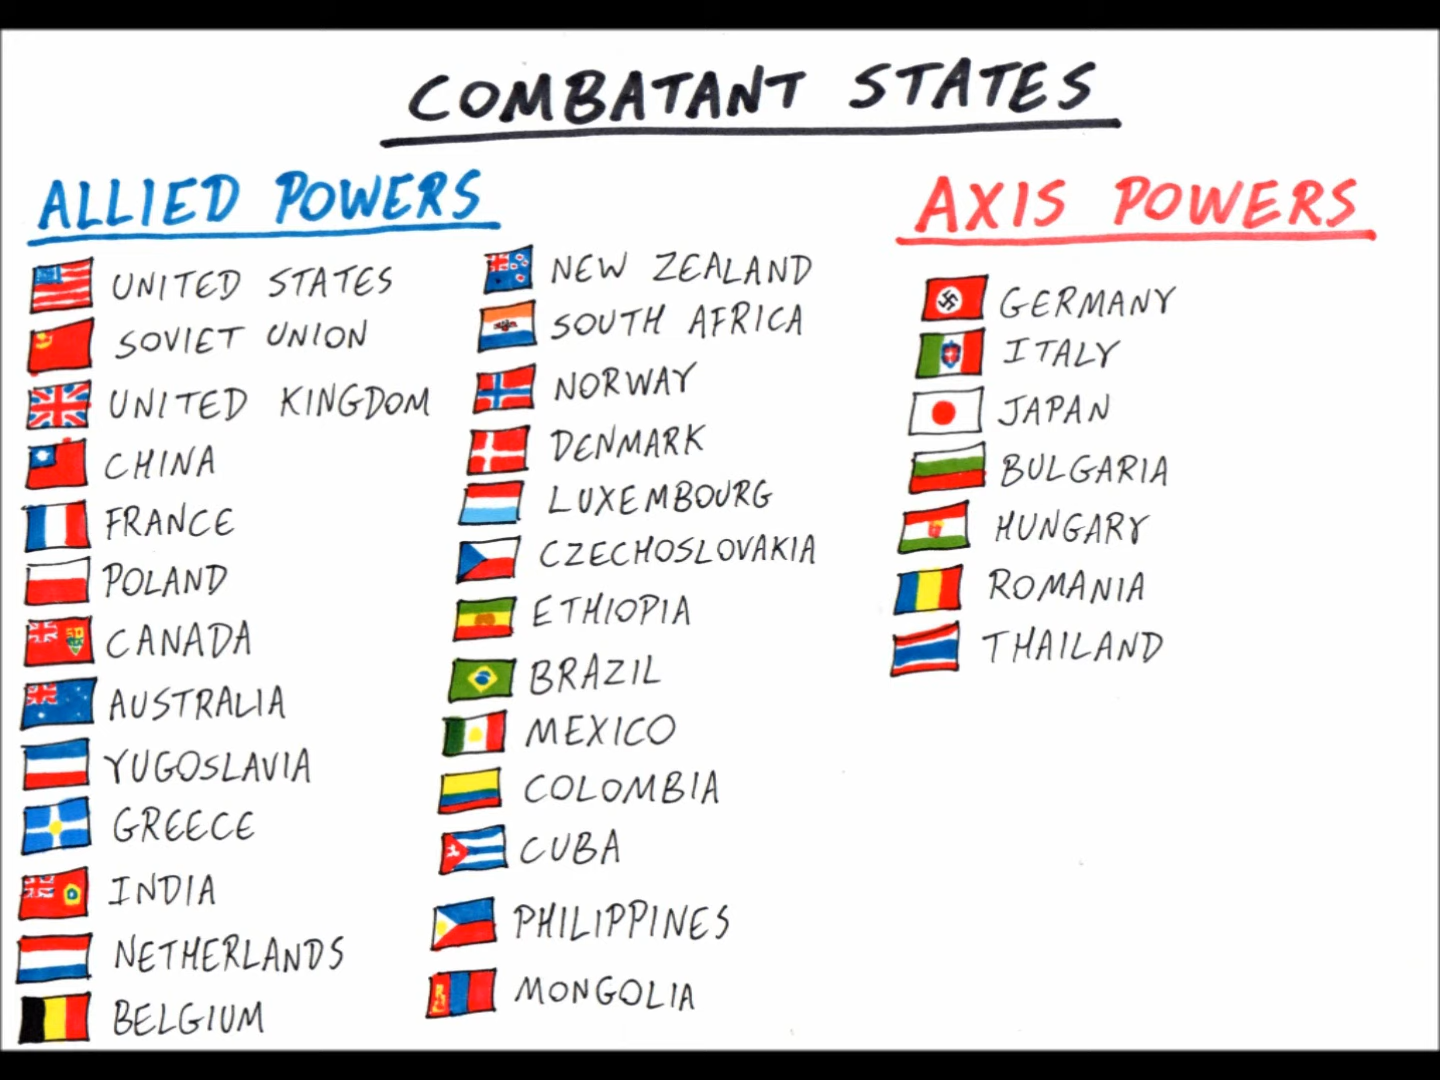 COMBATANT STATES
ALLIED POWERS
UNITED STATES
SOVIET UNION
UNITED KINGDOM
CHINA
FRANCE
POLAND
CANADA
AUSTRALIA
YUGOSLAVIA
GREECE
INDIA
NETHERLANDS
BELGIUM
NEW ZEALAND
SOUTH AFRICA
NORWAY
DENMARK
LUXEMBOURG
CZECHOSLOVAKIA
ETHIOPIA
BRAZIL
MEXICO
COLOMBIA
CUBA
PHILIPPINES
MONGOLIA
AXIS POWERS
GERMANY
ITALY
JAPAN
BULGARIA
HUNGARY
ROMANIA
THAILAND